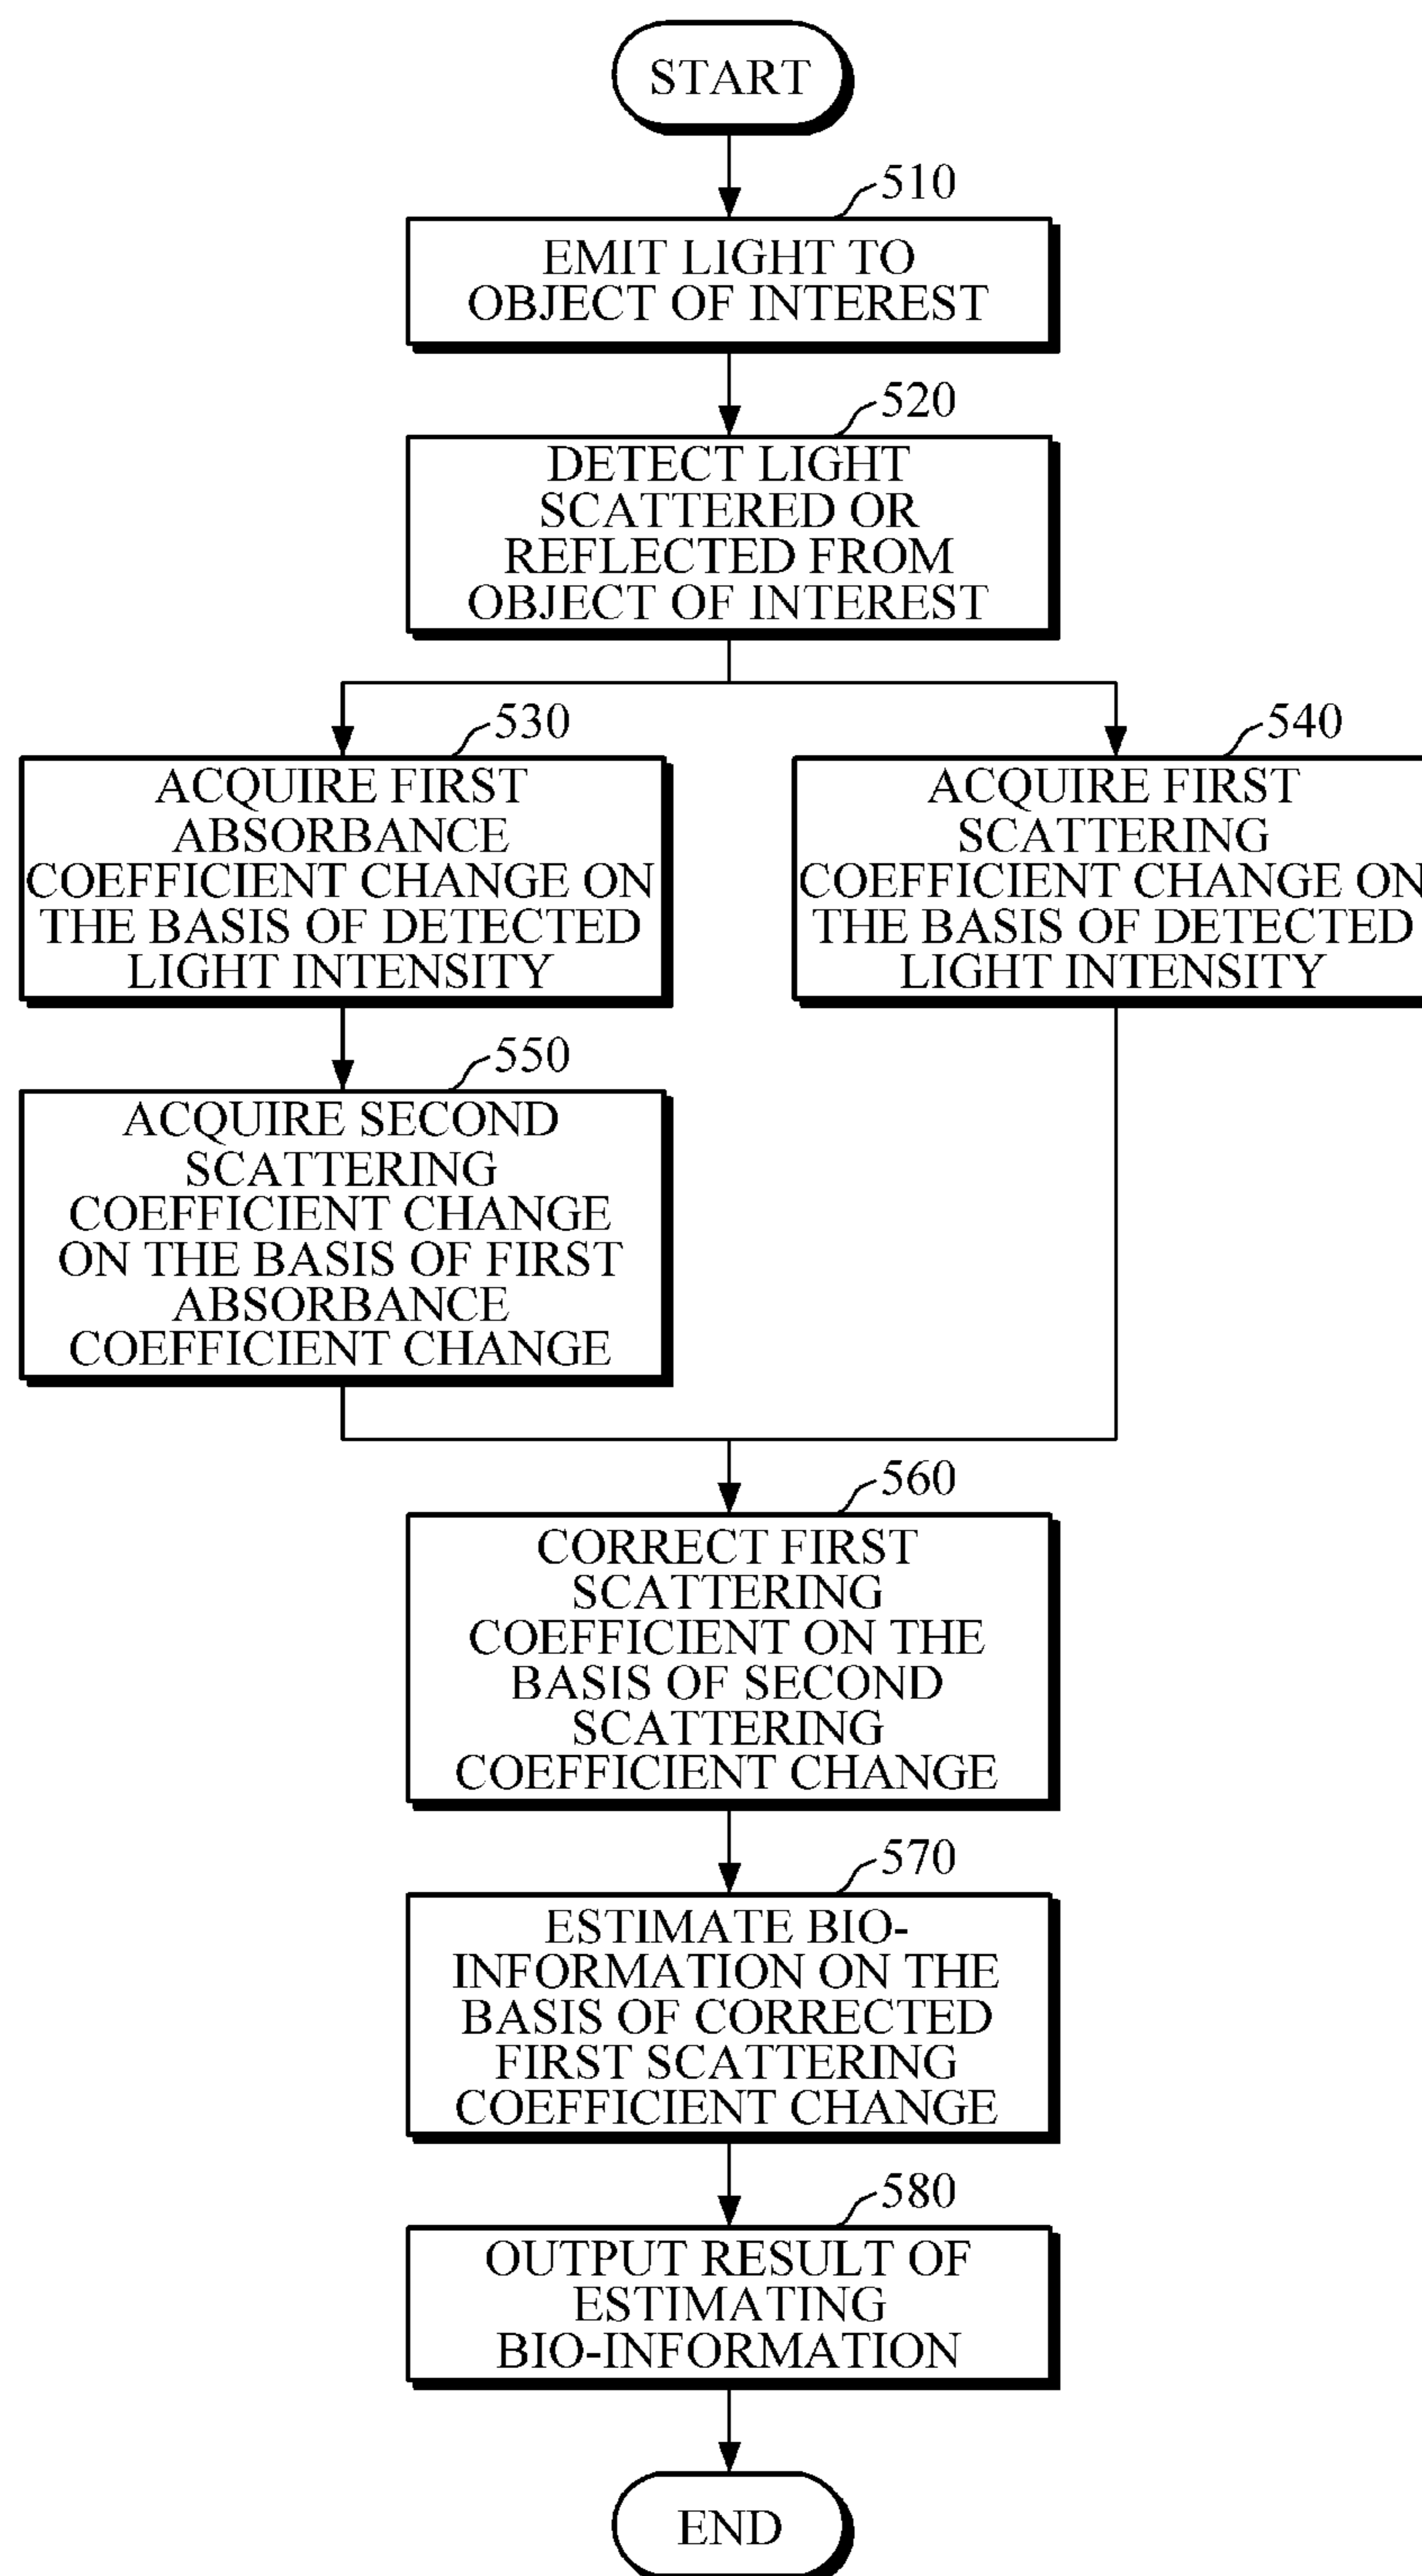 START
510
EMIT LIGHT TO
OBJECT OF INTEREST
520
DETECT LIGHT
SCATTERED OR
REFLECTED FROM
OBJECT OF INTEREST
530
ACQUIRE FIRST
ABSORBANCE
COEFFICIENT CHANGE ON
THE BASIS OF DETECTED
LIGHT INTENSITY
540
ACQUIRE FIRST
SCATTERING
COEFFICIENT CHANGE ON
THE BASIS OF DETECTED
LIGHT INTENSITY
550
ACQUIRE SECOND
SCATTERING
COEFFICIENT CHANGE
ON THE BASIS OF FIRST
ABSORBANCE
COEFFICIENT CHANGE
560
CORRECT FIRST
SCATTERING
COEFFICIENT ON THE
BASIS OF SECOND
SCATTERING
COEFFICIENT CHANGE
570
ESTIMATE BIO-
INFORMATION ON THE
BASIS OF CORRECTED
FIRST SCATTERING
COEFFICIENT CHANGE
580
OUTPUT RESULT OF
ESTIMATING
BIO-INFORMATION
END